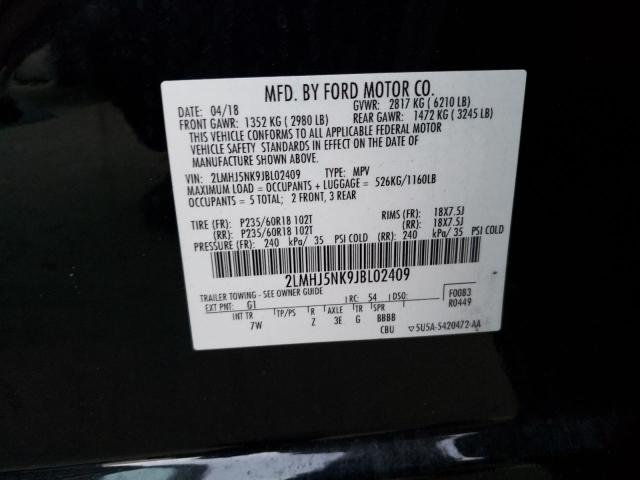 MFD. BY FORD MOTOR CO.
DATE: 04/18 GVWR: 2817 KG ( 6210 LB)
FRONT GAWR: 1352 KG ( 2980 LB) REAR GAWR: 1472 KG ( 3245 LB)
THIS VEHICLE CONFORMS TO ALL APPLICABLE FEDERAL MOTOR
VEHICLE SAFETY STANDARDS IN EFFECT ON THE DATE OF
MANUFACTURE SHOWN ABOVE.
VIN: 2LMHJ5NK9JBL02409 TYPE: MPV
MAXIMUM LOAD = OCCUPANTS + LUGGAGE = 526KG/1160LB
OCCUPANTS = 5 TOTAL; 2 FRONT, 3 REAR
TIRE (FR): P235/60R18 102T RIMS (FR): 18X7.5J
(RR): P235/60R18 102T (RR): 18X7.5J
PRESSURE (FR): 240 kPa/ 35 PSI COLD (RR): 240 kPa/ 35 PSI COLD
2LMHJ5NK9JBL02409
TRAILER TOWING - SEE OWNER GUIDE
EXT PNT: G1 RC: 54 DSO: F0083
INT TR TP/PS R AXLE TR SPR R0449
7W Z 3E G BBBB
CBU ▽5U5A-5420472-AA